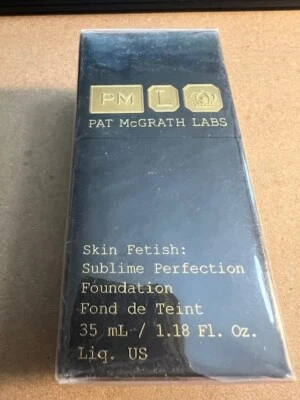 PM L
PAT McGRATH LABS
Skin Fetish:
Sublime Perfection
Foundation
Fond de Teint
35 mL / 1.18 Fl. Oz.
Liq. US